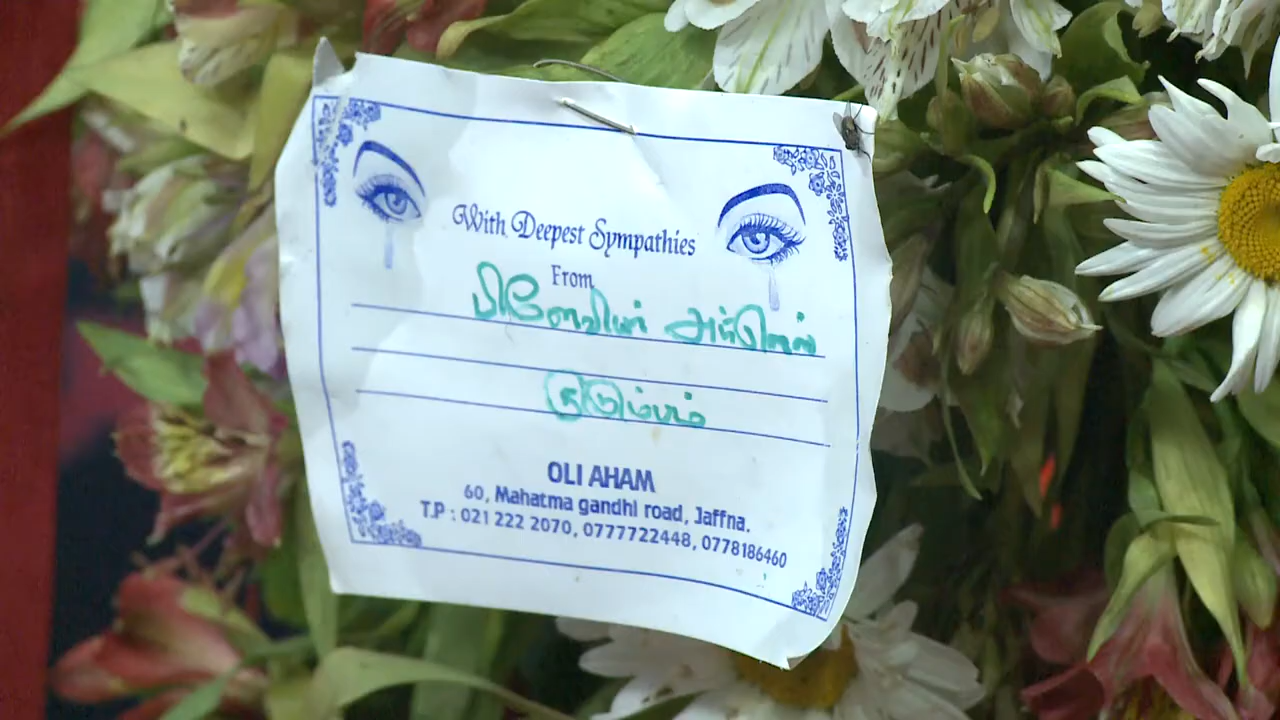 With Deepest Sympathies
From
குடும்பம்
OLI AHAM
60, Mahatma gandhi road, Jaffna.
T.P : 021 222 2070, 0777722448, 0778186460